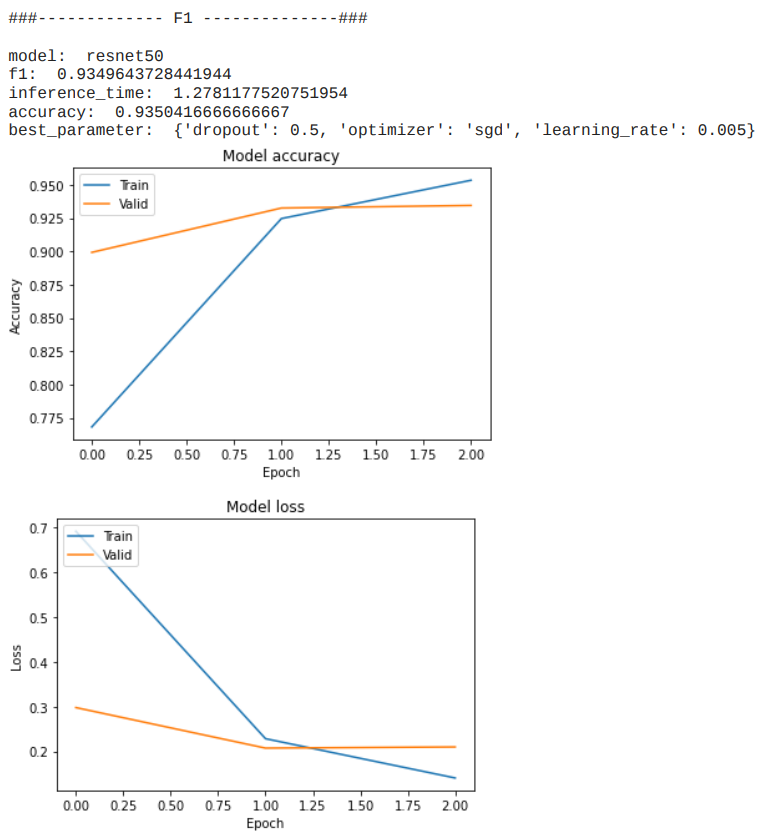 ###------------- F1 --------------###
model:  resnet50
f1:  0.9349643728441944
inference_time:  1.2781177520751954
accuracy:  0.9350416666666667
best_parameter:  {'dropout': 0.5, 'optimizer': 'sgd', 'learning_rate': 0.005}
Model accuracy
Train
Valid
0.950
0.925
0.900
0.875
0.850
0.825
0.800
0.775
Accuracy
0.00 0.25 0.50 0.75 1.00 1.25 1.50 1.75 2.00
Epoch
Model loss
Train
Valid
0.7
0.6
0.5
0.4
0.3
0.2
Loss
0.00 0.25 0.50 0.75 1.00 1.25 1.50 1.75 2.00
Epoch